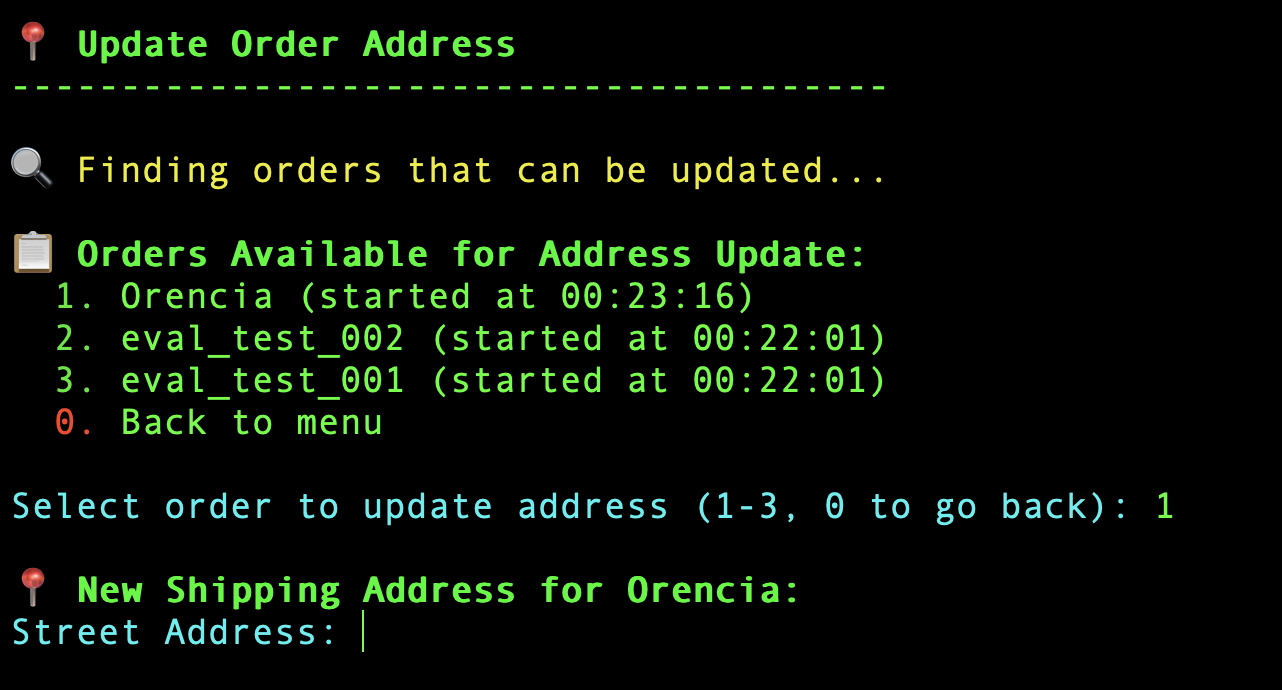 📍 Update Order Address
----------------------------------------
🔍 Finding orders that can be updated...
📋 Orders Available for Address Update:
1. Orencia (started at 00:23:16)
2. eval_test_002 (started at 00:22:01)
3. eval_test_001 (started at 00:22:01)
0. Back to menu
Select order to update address (1-3, 0 to go back): 1
📍 New Shipping Address for Orencia:
Street Address: